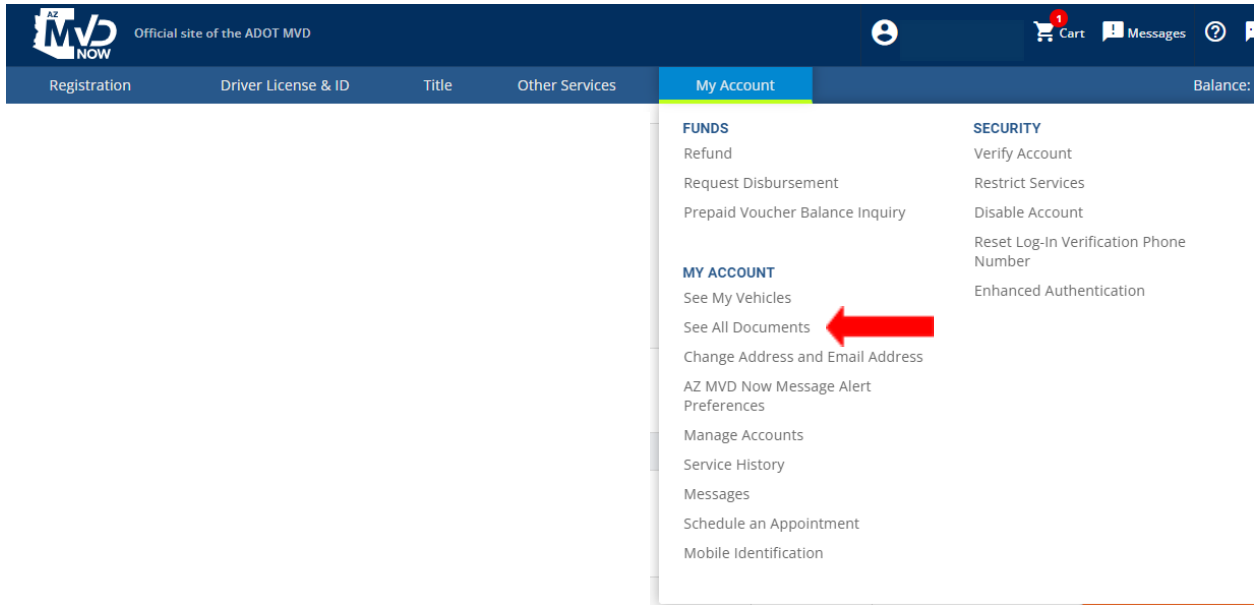 AZ
MVD
NOW
Official site of the ADOT MVD
1
Cart
Messages
Registration
Driver License & ID
Title
Other Services
My Account
Balance:
FUNDS
Refund
Request Disbursement
Prepaid Voucher Balance Inquiry
MY ACCOUNT
See My Vehicles
See All Documents
Change Address and Email Address
AZ MVD Now Message Alert
Preferences
Manage Accounts
Service History
Messages
Schedule an Appointment
Mobile Identification
SECURITY
Verify Account
Restrict Services
Disable Account
Reset Log-In Verification Phone
Number
Enhanced Authentication